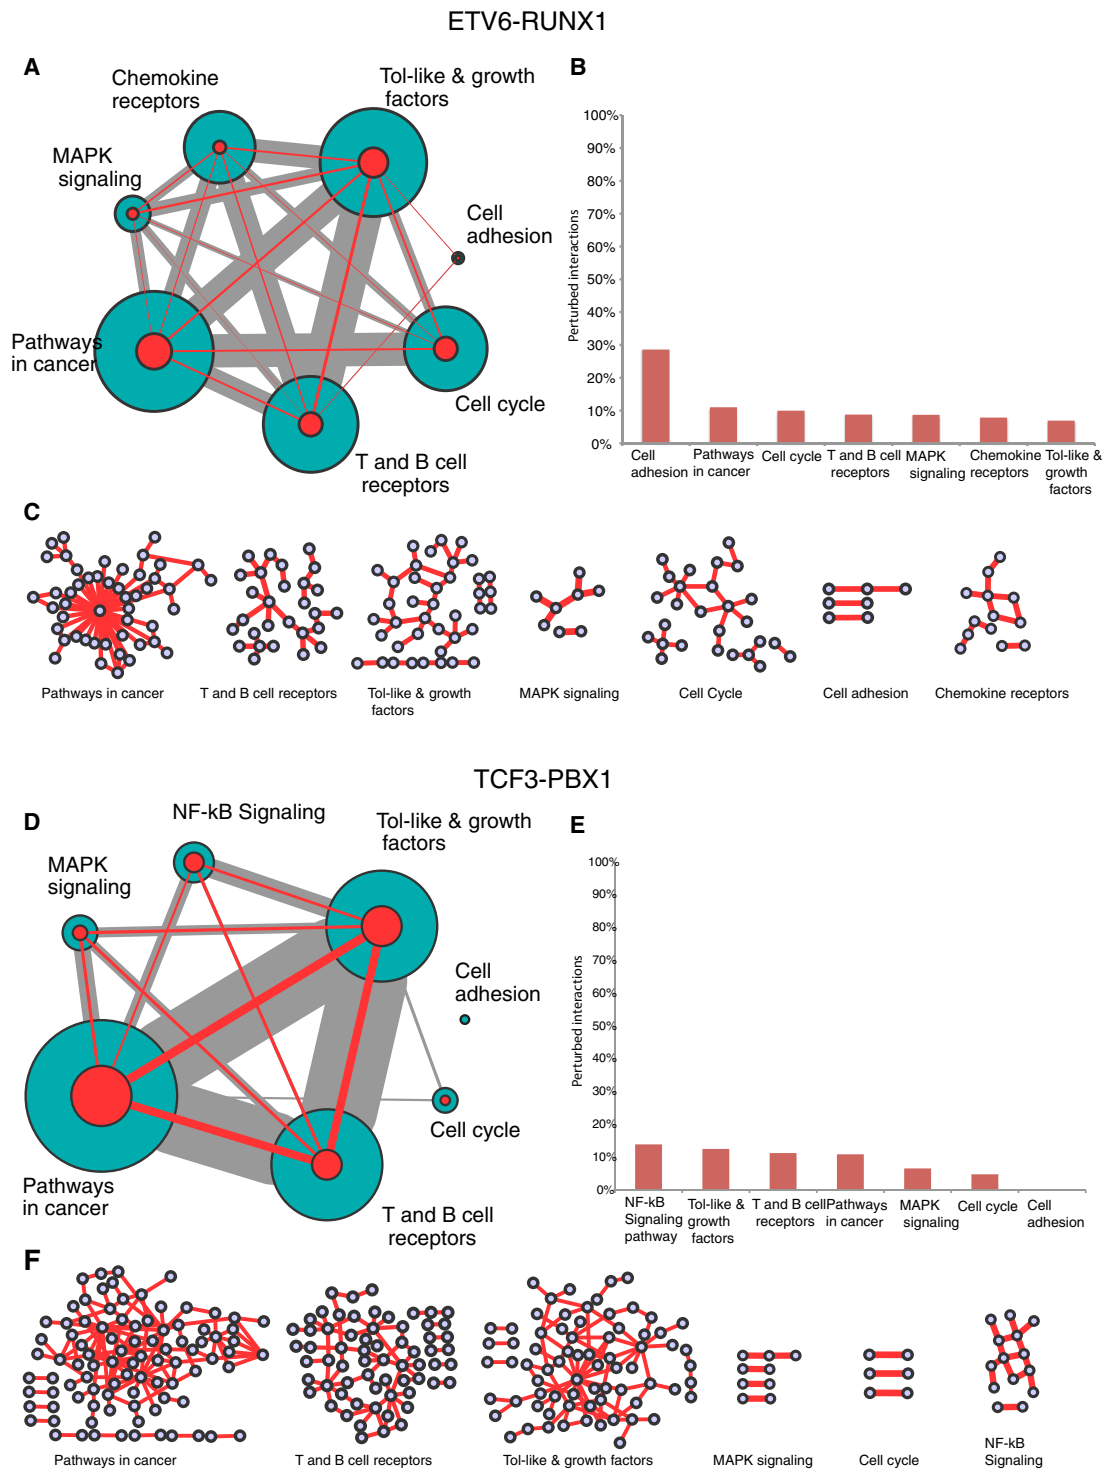 ETV6-RUNX1
A
Chemokine
receptors
Tol-like & growth
factors
MAPK
signaling
Cell
adhesion
Pathways
in cancer
Cell cycle
T and B cell
receptors
B
100%
90%
80%
70%
60%
50%
40%
30%
20%
10%
0%
Perturbed interactions
Cell
adhesion
Pathways
in cancer
Cell cycle
T and B cell
receptors
MAPK
signaling
Chemokine
receptors
Tol-like &
growth
factors
C
Pathways in cancer
T and B cell receptors
Tol-like & growth
factors
MAPK signaling
Cell Cycle
Cell adhesion
Chemokine receptors
TCF3-PBX1
D
NF-kB Signaling
Tol-like & growth
factors
MAPK
signaling
Cell
adhesion
Cell cycle
Pathways
in cancer
T and B cell
receptors
E
100%
90%
80%
70%
60%
50%
40%
30%
20%
10%
0%
Perturbed interactions
NF-kB
Signaling
pathway
Tol-like &
growth
factors
T and B cell
receptors
Pathways
in cancer
MAPK
signaling
Cell cycle
Cell
adhesion
F
Pathways in cancer
T and B cell receptors
Tol-like & growth factors
MAPK signaling
Cell cycle
NF-kB
Signaling